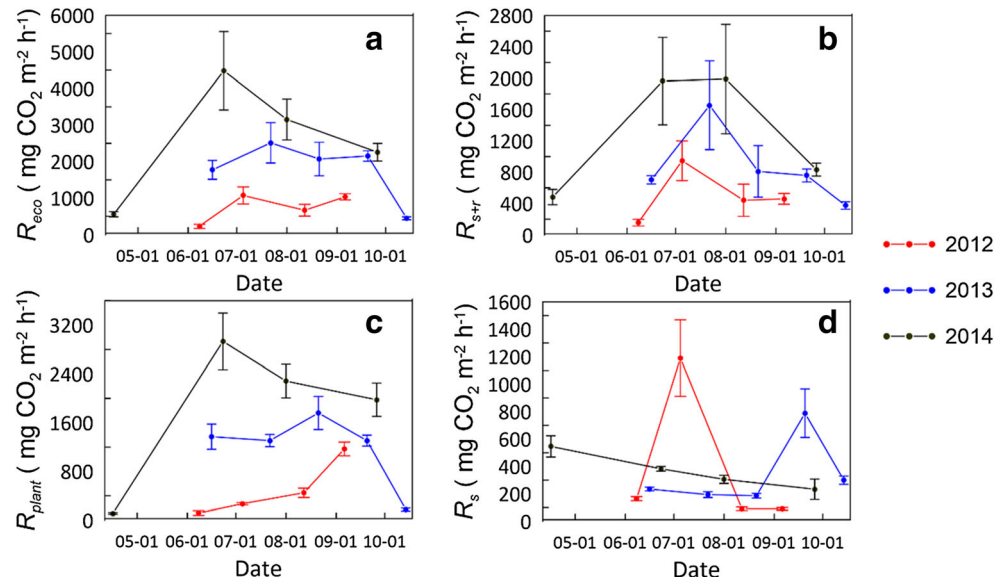 6000
5000
4000
3000
2000
1000
0
a
R_eco ( mg CO₂ m⁻² h⁻¹)
05-01 06-01 07-01 08-01 09-01 10-01
Date
2800
2400
2000
1600
1200
800
400
0
b
R_s+r ( mg CO₂ m⁻² h⁻¹)
05-01 06-01 07-01 08-01 09-01 10-01
Date
3200
2400
1600
800
0
c
R_plant ( mg CO₂ m⁻² h⁻¹)
05-01 06-01 07-01 08-01 09-01 10-01
Date
1600
1400
1200
1000
800
600
400
200
0
d
R_s ( mg CO₂ m⁻² h⁻¹)
05-01 06-01 07-01 08-01 09-01 10-01
Date
2012
2013
2014